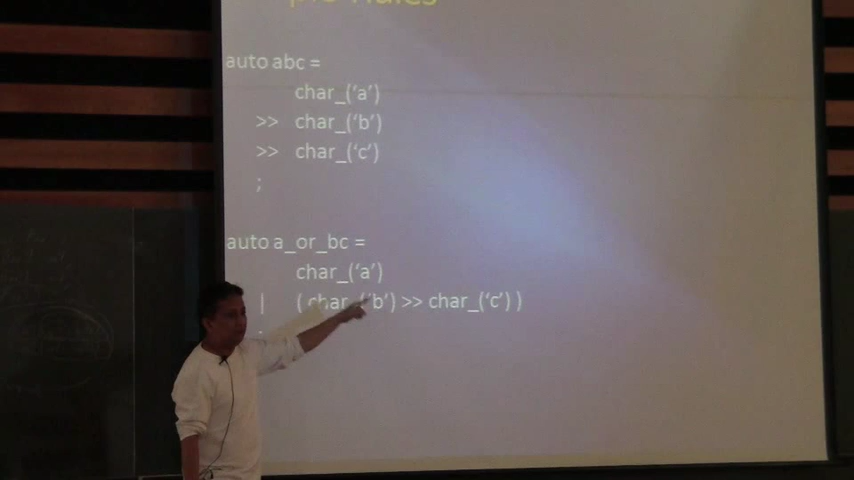 auto abc =
char_(‘a’)
>> char_(‘b’)
>> char_(‘c’)
;
auto a_or_bc =
char_(‘a’)
| ( char_(‘b’) >> char_(‘c’) )
;